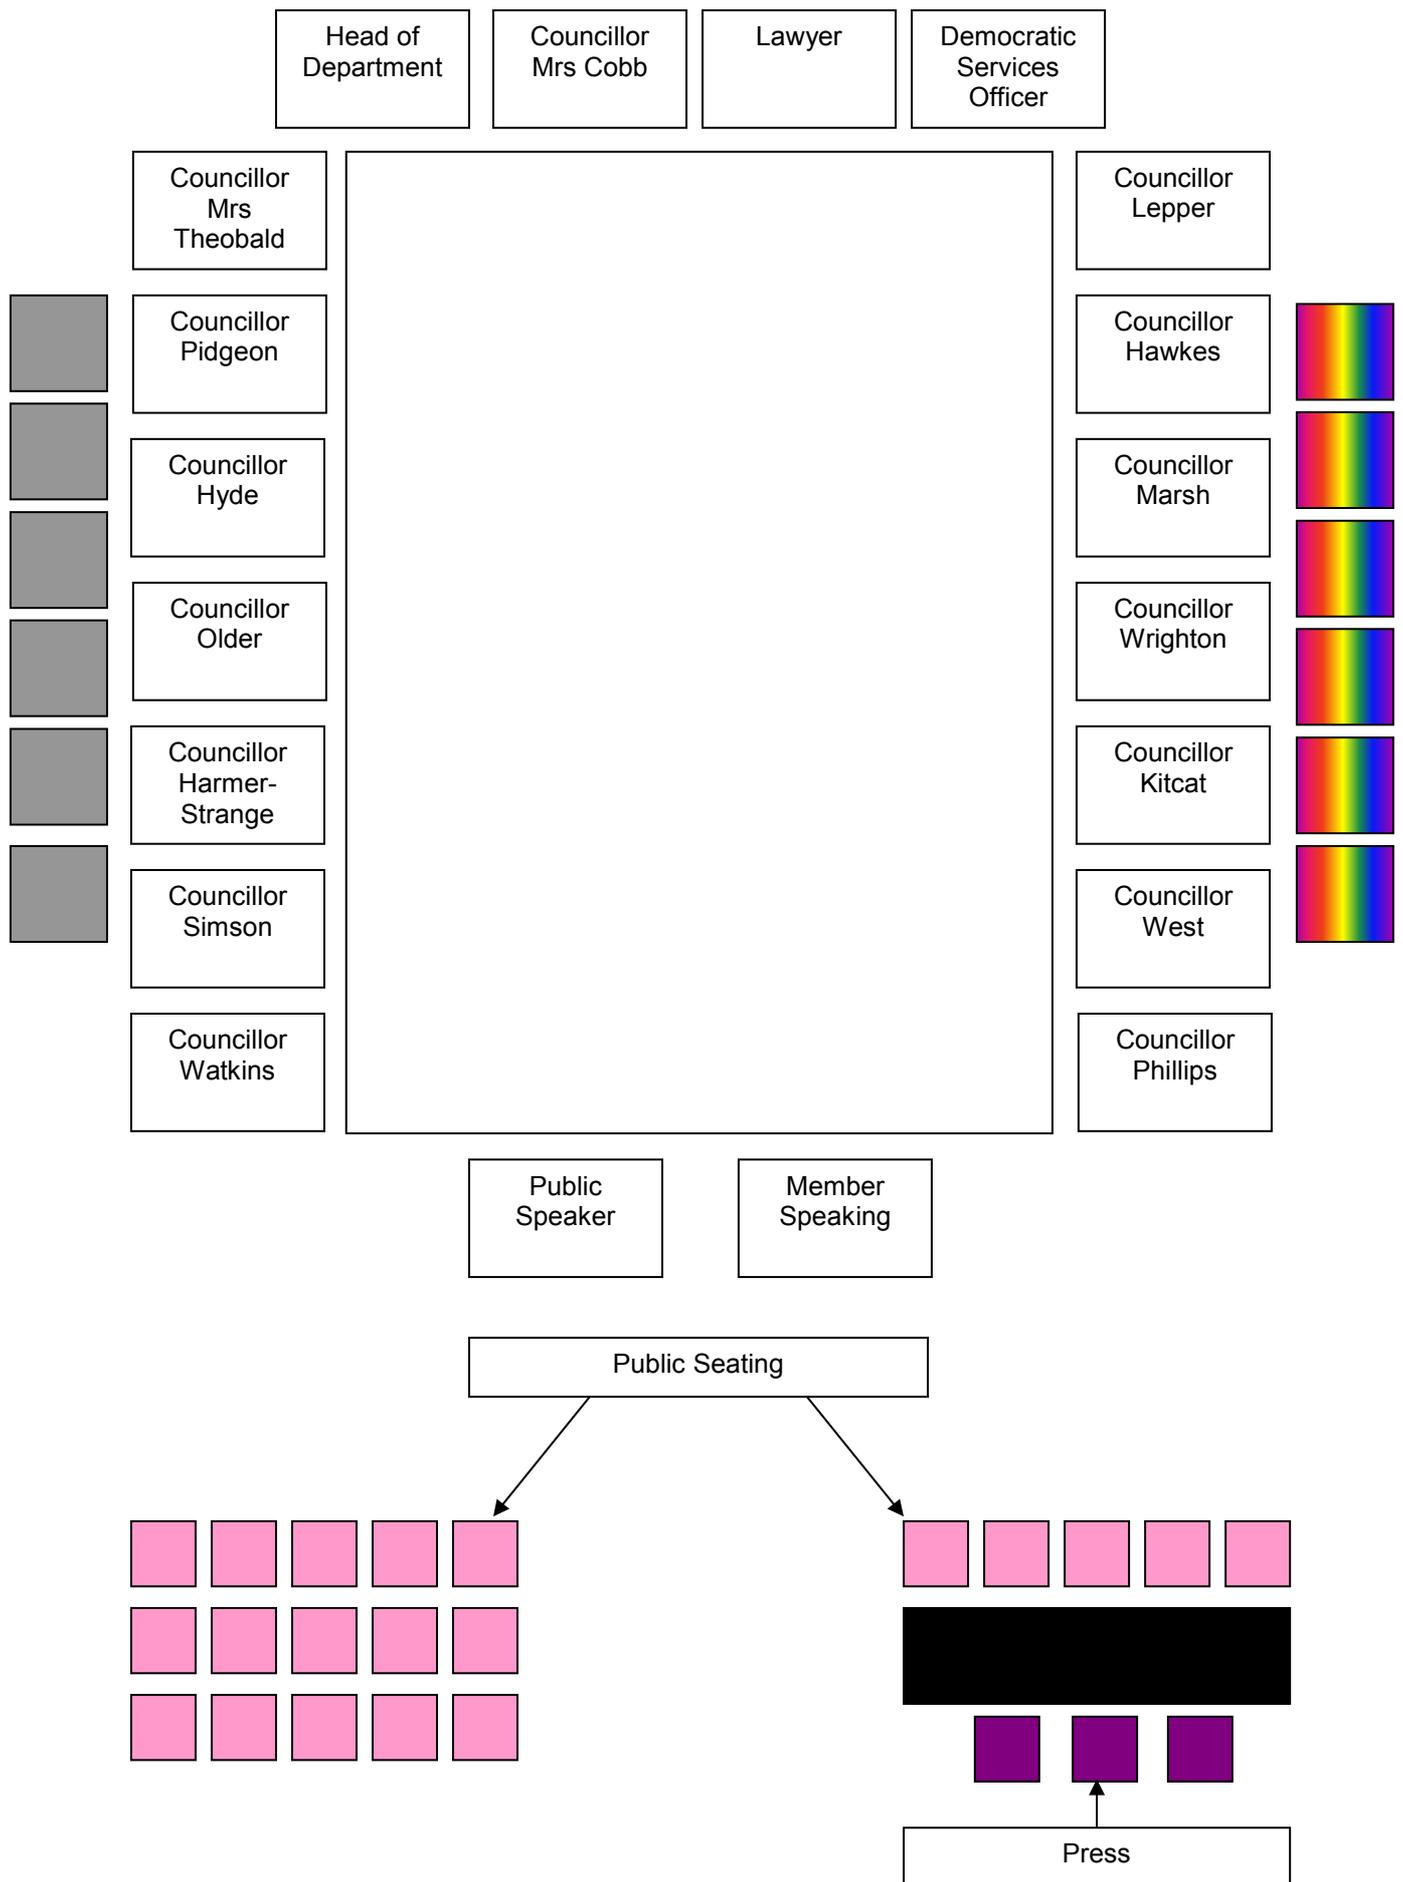 Head of
Department
Councillor
Mrs Cobb
Lawyer
Democratic
Services
Officer
Councillor
Mrs
Theobald
Councillor
Lepper
Councillor
Pidgeon
Councillor
Hawkes
Councillor
Hyde
Councillor
Marsh
Councillor
Older
Councillor
Wrighton
Councillor
Harmer-
Strange
Councillor
Kitcat
Councillor
Simson
Councillor
West
Councillor
Watkins
Councillor
Phillips
Public
Speaker
Member
Speaking
Public Seating
Press